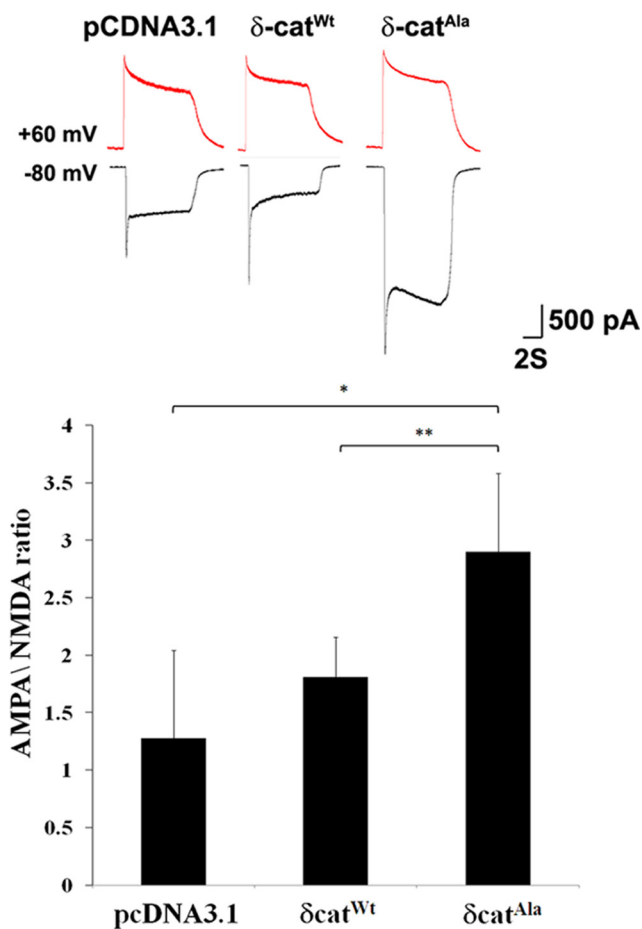 pCDNA3.1 δ-cat^Wt δ-cat^Ala
+60 mV
-80 mV
500 pA
2S
*
**
4
3.5
3
2.5
2
1.5
1
0.5
0
AMPA\ NMDA ratio
pcDNA3.1 δcat^Wt δcat^Ala